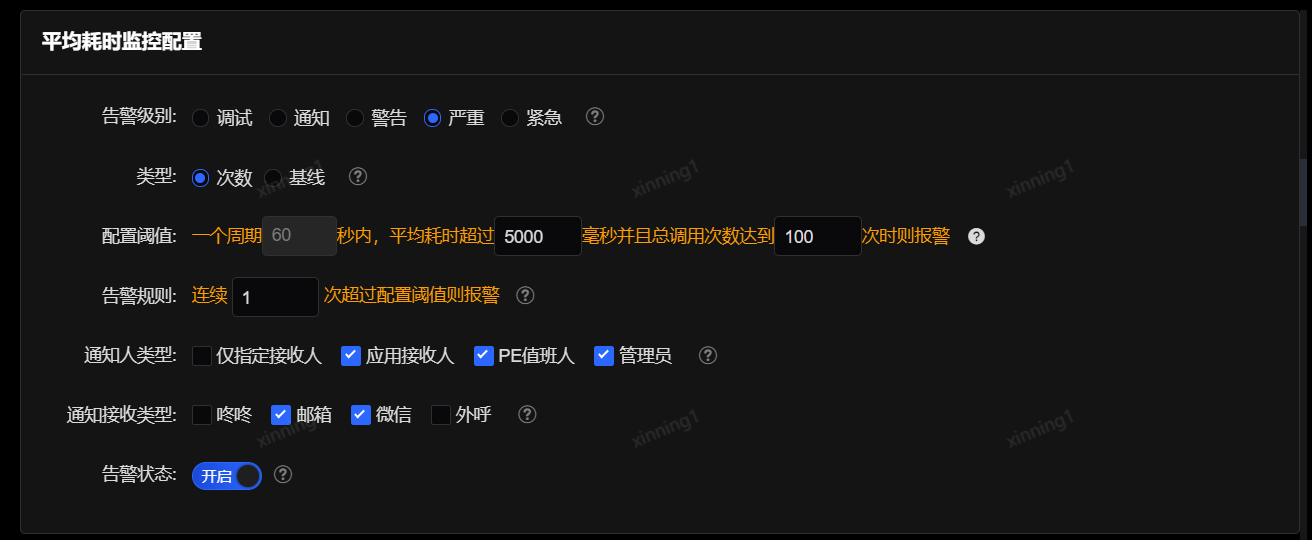 平均耗时监控配置
告警级别: 调试 通知 警告 严重 紧急 ?
类型: 次数 基线 ?
xinning1 xinning1 xinning1
配置阈值: 一个周期 60 秒内，平均耗时超过 5000 毫秒并且总调用次数达到 100 次时则报警 ?
告警规则: 连续 1 次超过配置阈值则报警 ?
通知人类型: 仅指定接收人 应用接收人 PE值班人 管理员 ?
通知接收类型: 咚咚 邮箱 微信 外呼 ?
xinning1 xinning1 xinning1
告警状态: 开启 ?